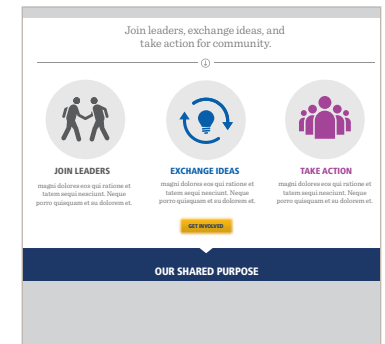 Join leaders, exchange ideas, and
take action for community.
JOIN LEADERS
magni dolores eos qui ratione et
tatem sequi nesciunt. Neque
porro quisquam et su dolorem et.
EXCHANGE IDEAS
magni dolores eos qui ratione et
tatem sequi nesciunt. Neque
porro quisquam et su dolorem et.
TAKE ACTION
magni dolores eos qui ratione et
tatem sequi nesciunt. Neque
porro quisquam et su dolorem et.
GET INVOLVED
OUR SHARED PURPOSE